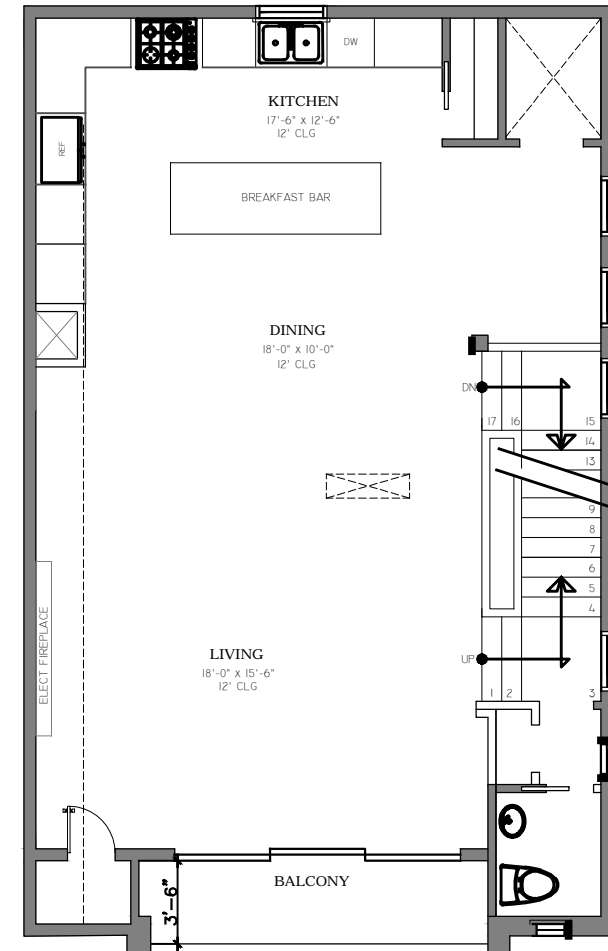 DW
KITCHEN
17'-6" X 12'-6"
12' CLG
REF
BREAKFAST BAR
DINING
18'-0" X 10'-0"
12' CLG
DN
17 16 15
14
13
9
8
7
6
5
4
ELECT FIREPLACE
LIVING
18'-0" X 15'-6"
12' CLG
UP
1 2 3
BALCONY
3'-6"